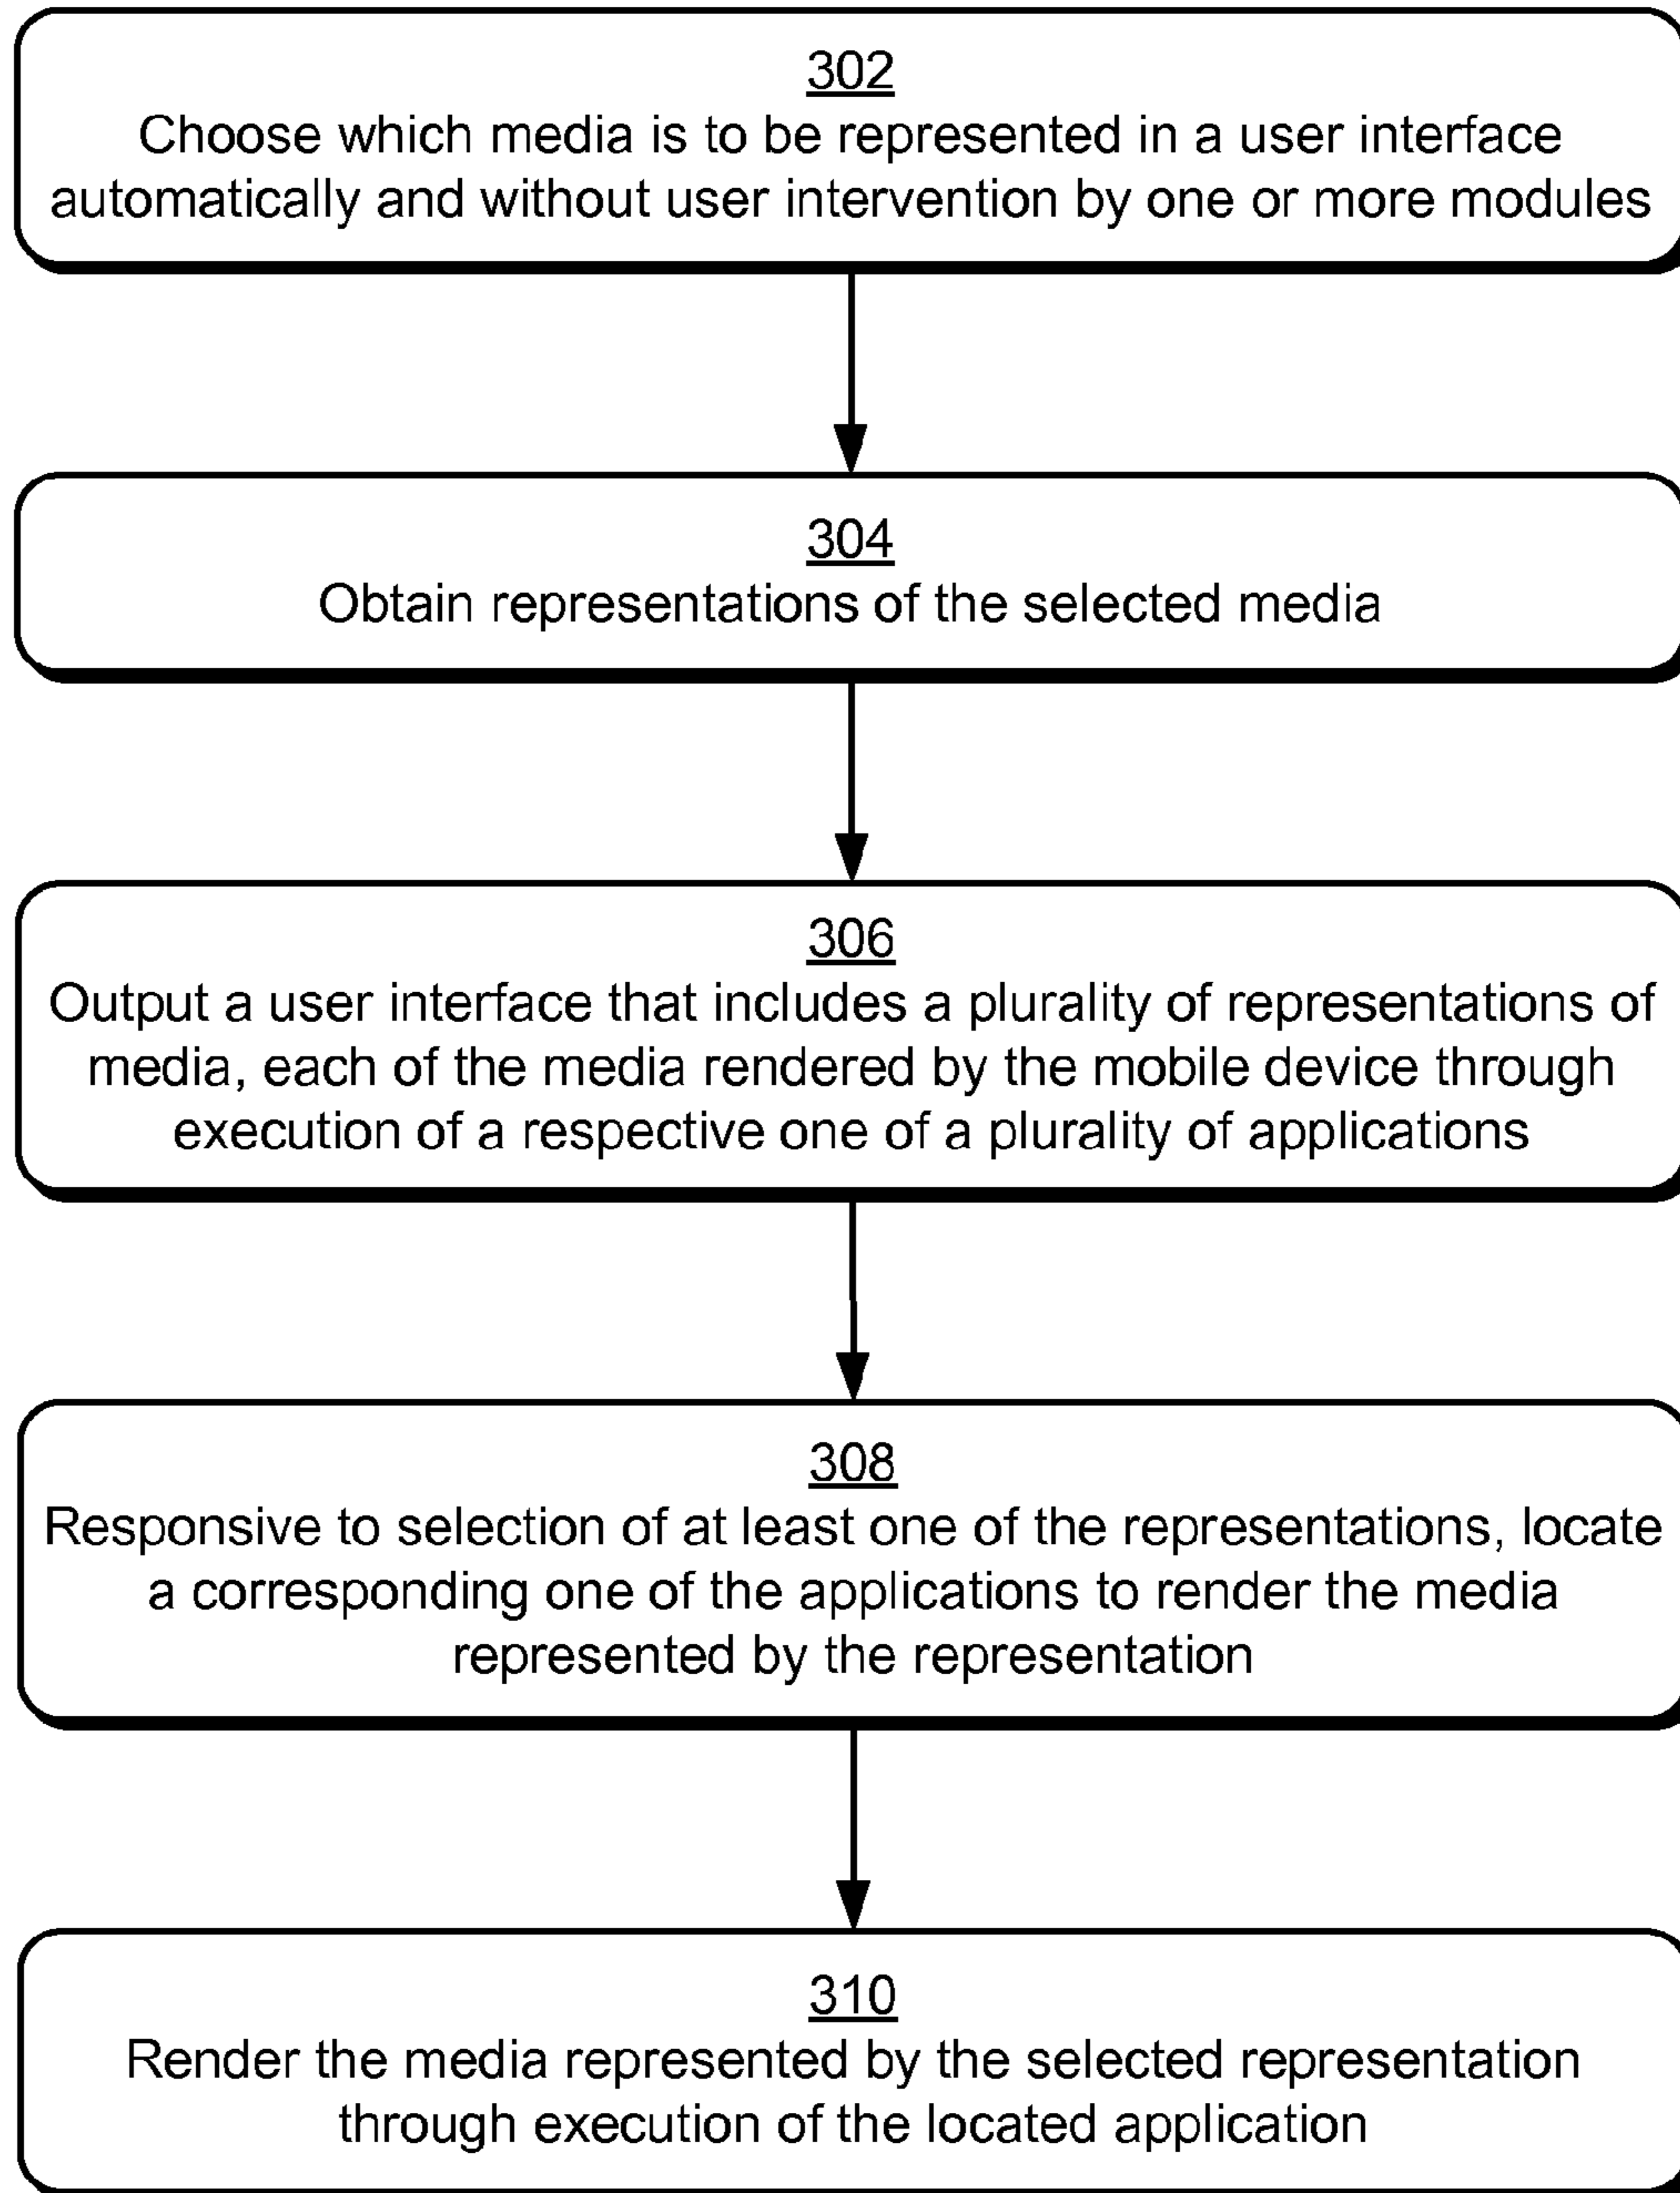 302
Choose which media is to be represented in a user interface
automatically and without user intervention by one or more modules
304
Obtain representations of the selected media
306
Output a user interface that includes a plurality of representations of
media, each of the media rendered by the mobile device through
execution of a respective one of a plurality of applications
308
Responsive to selection of at least one of the representations, locate
a corresponding one of the applications to render the media
represented by the representation
310
Render the media represented by the selected representation
through execution of the located application